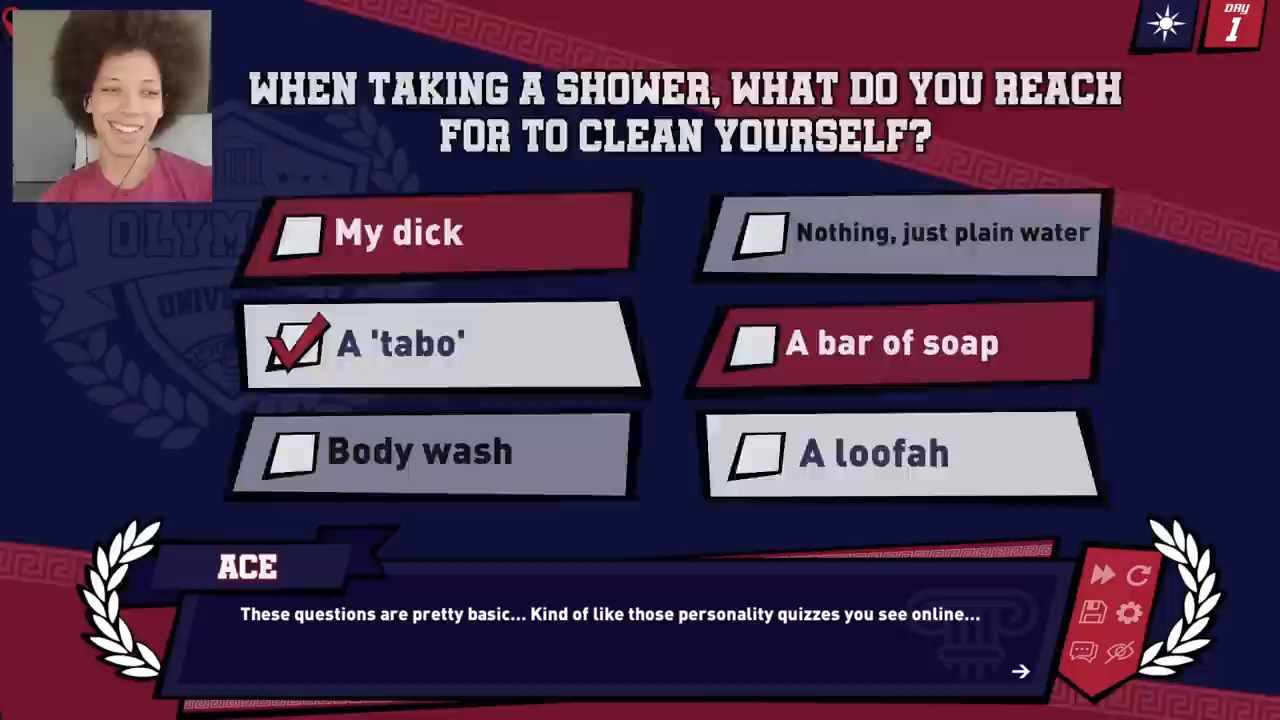 DAY
1
WHEN TAKING A SHOWER, WHAT DO YOU REACH
FOR TO CLEAN YOURSELF?
My dick
Nothing, just plain water
A 'tabo'
A bar of soap
Body wash
A loofah
ACE
These questions are pretty basic... Kind of like those personality quizzes you see online...